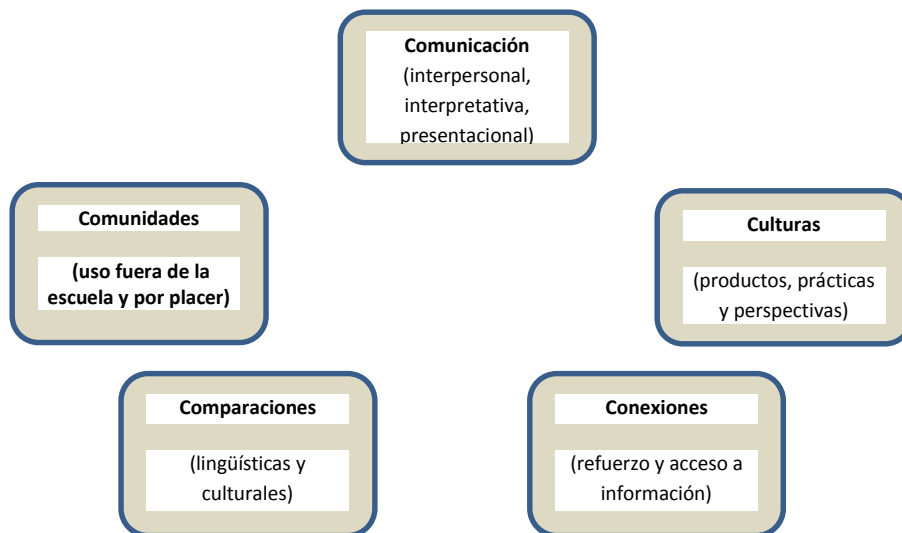 Comunicación
(interpersonal,
interpretativa,
presentacional)
Comunidades
(uso fuera de la
escuela y por placer)
Culturas
(productos, prácticas
y perspectivas)
Comparaciones
(lingüísticas y
culturales)
Conexiones
(refuerzo y acceso a
información)